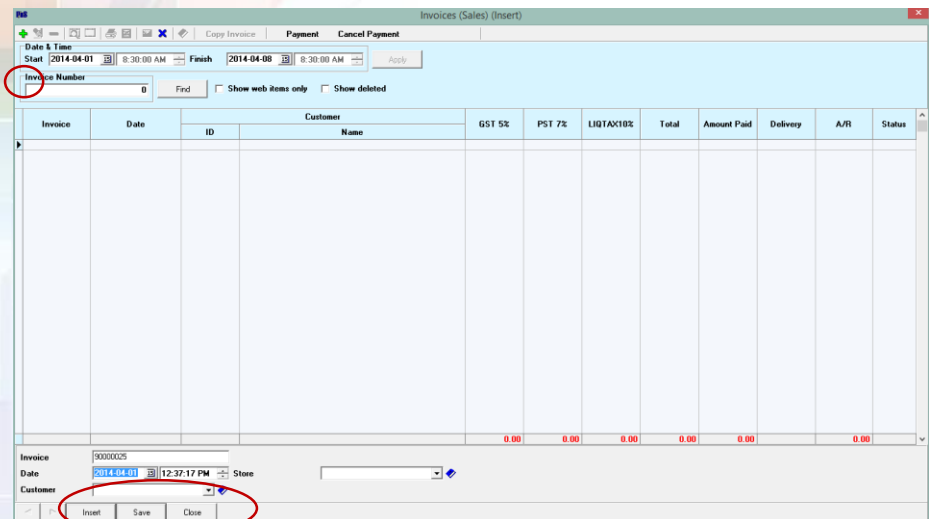 Invoices (Sales) (Insert)
Copy Invoice Payment Cancel Payment
Date & Time
Start 2014-04-01 8:30:00 AM Finish 2014-04-08 8:30:00 AM Apply
Invoice Number
0 Find Show web items only Show deleted
Invoice Date Customer GST 5% PST 7% LIQTAX10% Total Amount Paid Delivery A/R Status
ID Name
0.00 0.00 0.00 0.00 0.00 0.00
Invoice 90000025
Date 2014-04-01 12:37:17 PM Store
Customer
Insert Save Close